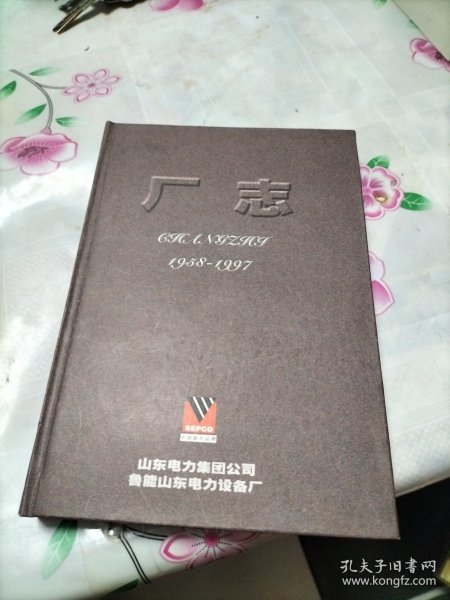 厂志
CHANGZHI
1958-1997
SEPCO
山东电力集团公司
鲁能山东电力设备厂
孔夫子旧书网
www.kongfz.com